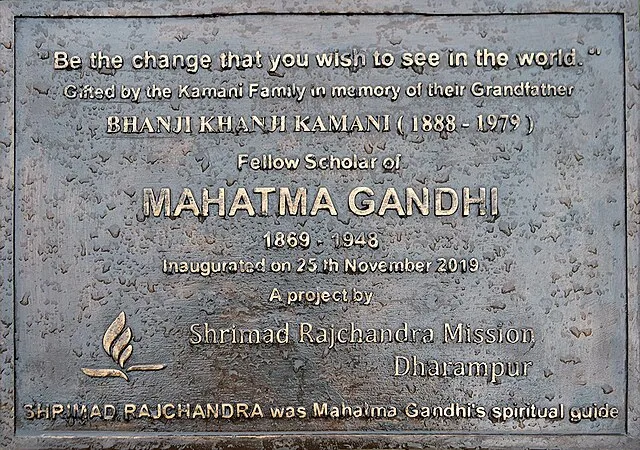 "Be the change that you wish to see in the world."
Gifted by the Kamani Family in memory of their Grandfather
BHANJI KHANJI KAMANI ( 1888 - 1979 )
Fellow Scholar of
MAHATMA GANDHI
1869 - 1948
Inaugurated on 25 th November 2019
A project by
Shrimad Rajchandra Mission
Dharampur
SHRIMAD RAJCHANDRA was Mahatma Gandhi's spiritual guide